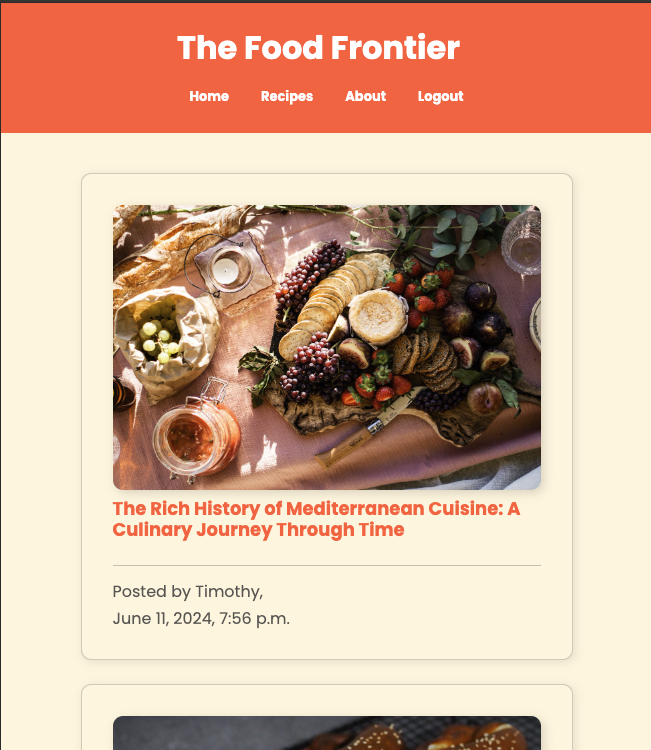 The Food Frontier
Home Recipes About Logout
The Rich History of Mediterranean Cuisine: A
Culinary Journey Through Time
Posted by Timothy,
June 11, 2024, 7:56 p.m.